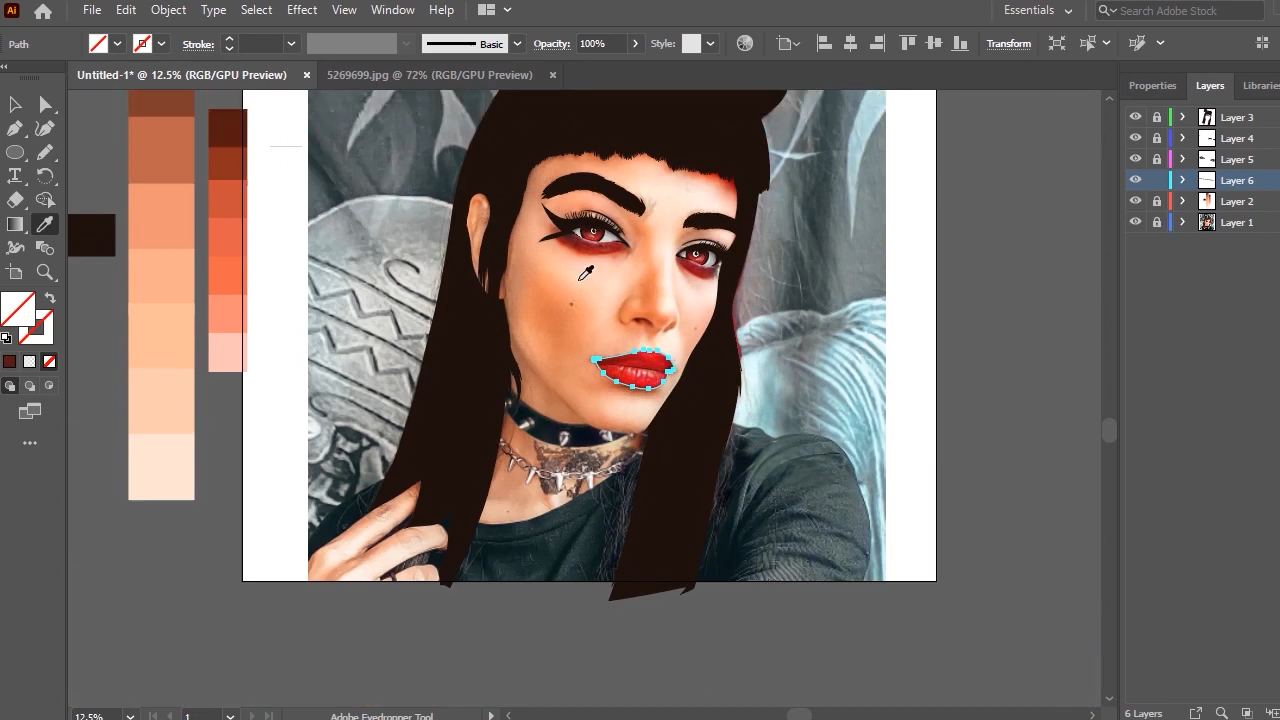 Ai File Edit Object Type Select Effect View Window Help Essentials Search Adobe Stock
Path Stroke: Basic Opacity: 100% Style: Transform
Untitled-1* @ 12.5% (RGB/GPU Preview) × 5269699.jpg @ 72% (RGB/GPU Preview) ×
Properties Layers Libraries
Layer 3
Layer 4
Layer 5
Layer 6
Layer 2
Layer 1
12.5% 1 Adobe Eyedropper Tool 6 Layers